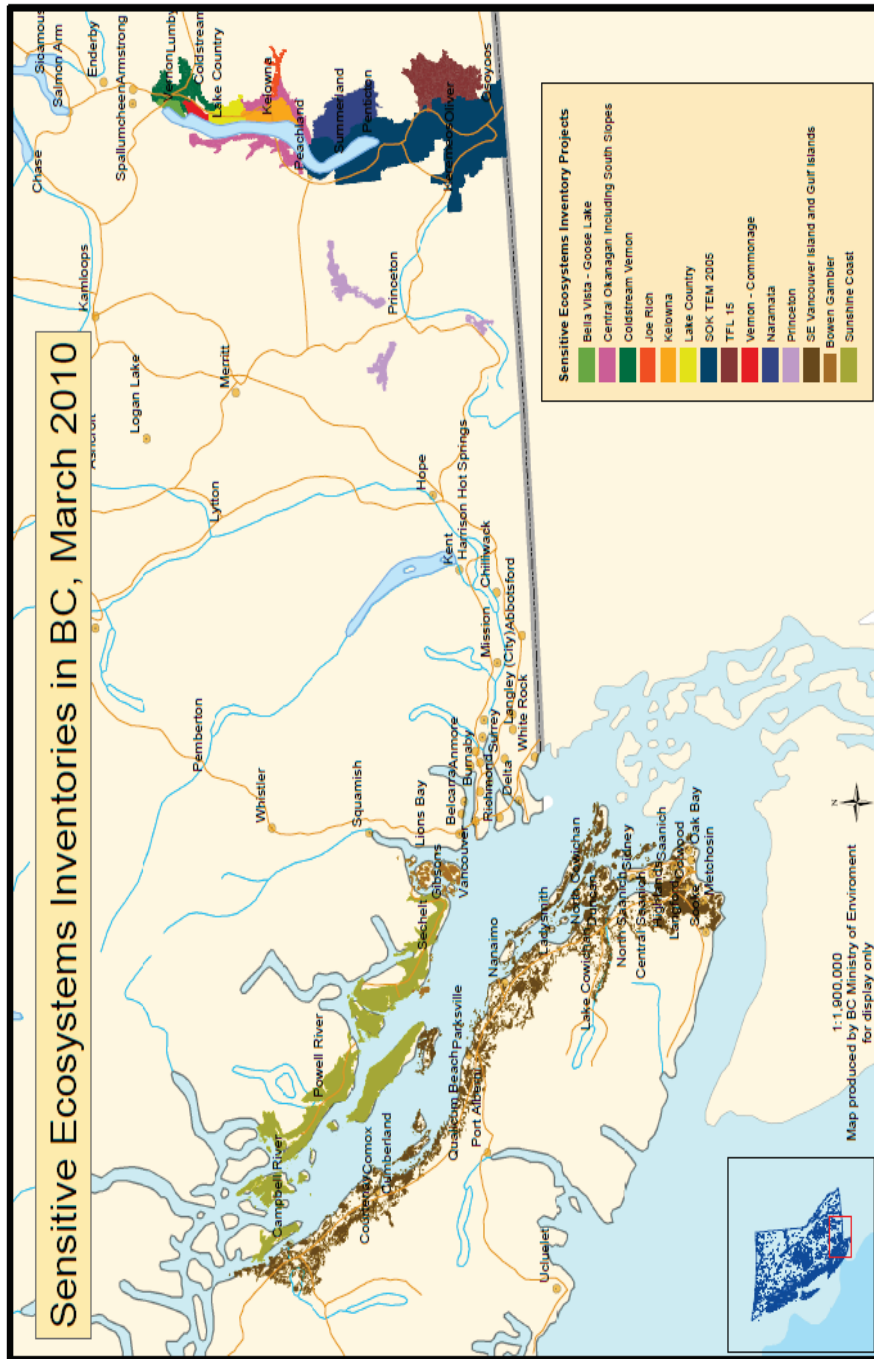 Sensitive Ecosystems Inventories in BC, March 2010
Sicamous
Salmon Arm
Enderby
Armstrong
Spallumcheen
Chase
Kamloops
Logan Lake
Merritt
Lytton
Vernon
Lumby
Coldstream
Lake Country
Kelowna
Peachland
Summerland
Penticton
Keremeos
Oliver
Osoyoos
Princeton
Hope
Harrison Hot Springs
Kent
Chilliwack
Mission
Abbotsford
Langley (City)
Surrey
White Rock
Delta
Richmond
Burnaby
Anmore
Belcarra
Vancouver
Lions Bay
Gibsons
Sechelt
Squamish
Whistler
Pemberton
Powell River
Campbell River
Courtenay
Comox
Cumberland
Qualicum Beach
Parksville
Port Alberni
Ucluelet
Nanaimo
Ladysmith
Lake Cowichan
North Cowichan
Duncan
North Saanich
Sidney
Central Saanich
Saanich
Highlands
Langford
Colwood
Oak Bay
Sooke
Metchosin
Sensitive Ecosystems Inventory Projects
Bella Vista - Goose Lake
Central Okanagan Including South Slopes
Coldstream Vernon
Joe Rich
Kelowna
Lake Country
SOK TEM 2005
TFL 15
Vernon - Commonage
Naramata
Princeton
SE Vancouver Island and Gulf Islands
Bowen Gambler
Sunshine Coast
N
1:1,900,000
Map produced by BC Ministry of Enviroment
for display only